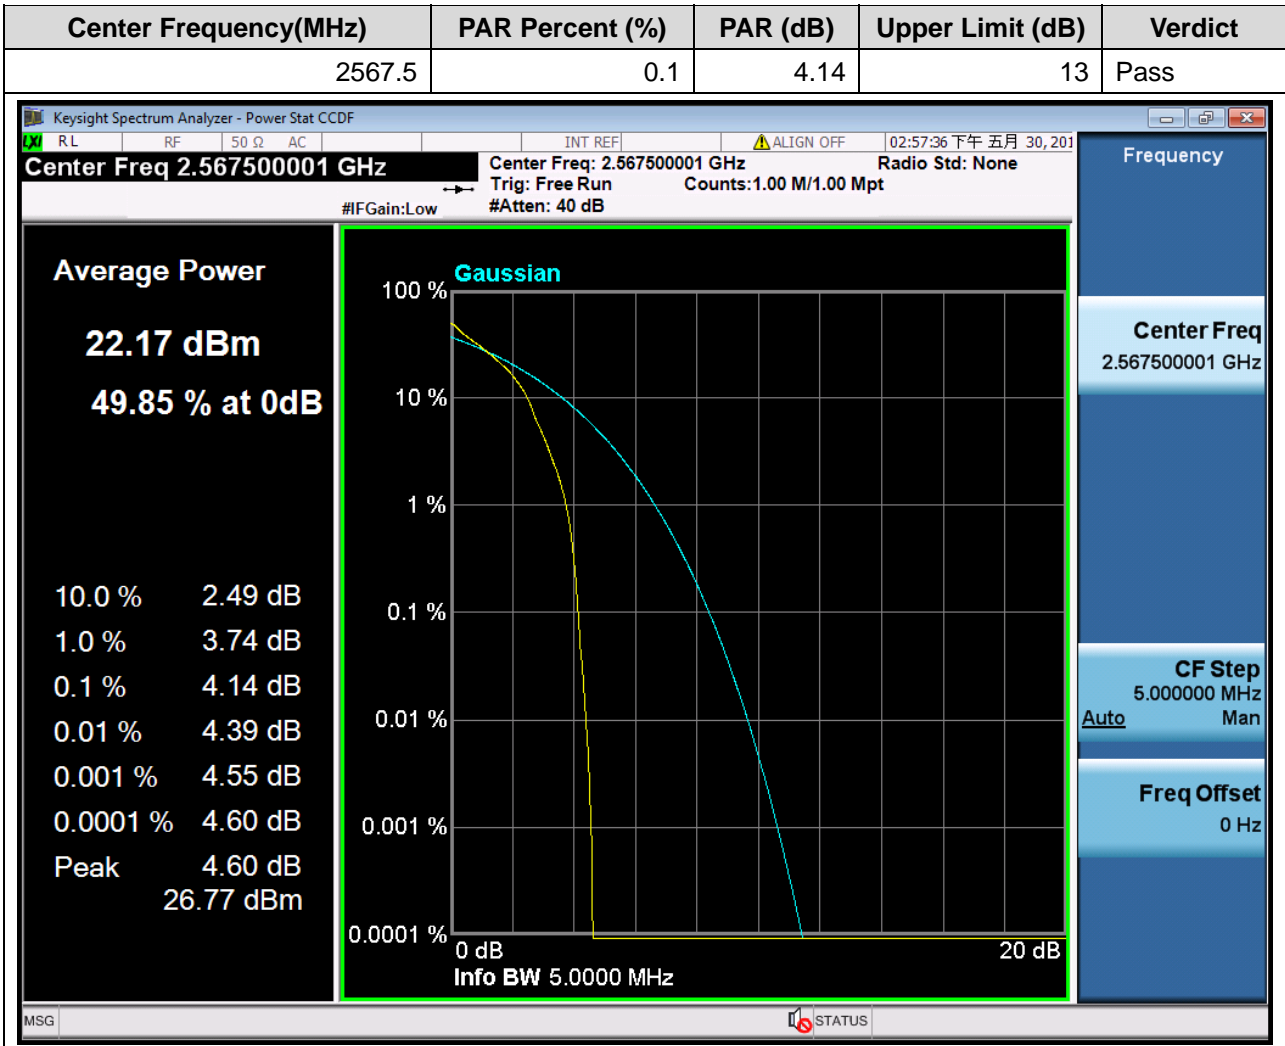 Center Frequency(MHz) PAR Percent (%) PAR (dB) Upper Limit (dB) Verdict
2567.5 0.1 4.14 13 Pass
Keysight Spectrum Analyzer - Power Stat CCDF
LXI RL RF 50 Ω AC INT REF ALIGN OFF 02:57:36 下午 五月 30, 201
Center Freq 2.567500001 GHz
Center Freq: 2.567500001 GHz Radio Std: None
Trig: Free Run Counts:1.00 M/1.00 Mpt
#IFGain:Low #Atten: 40 dB
Frequency
Average Power
22.17 dBm
49.85 % at 0dB
10.0 % 2.49 dB
1.0 % 3.74 dB
0.1 % 4.14 dB
0.01 % 4.39 dB
0.001 % 4.55 dB
0.0001 % 4.60 dB
Peak 4.60 dB
26.77 dBm
Gaussian
100 %
10 %
1 %
0.1 %
0.01 %
0.001 %
0.0001 %
0 dB 20 dB
Info BW 5.0000 MHz
Center Freq
2.567500001 GHz
CF Step
5.000000 MHz
Auto Man
Freq Offset
0 Hz
MSG STATUS